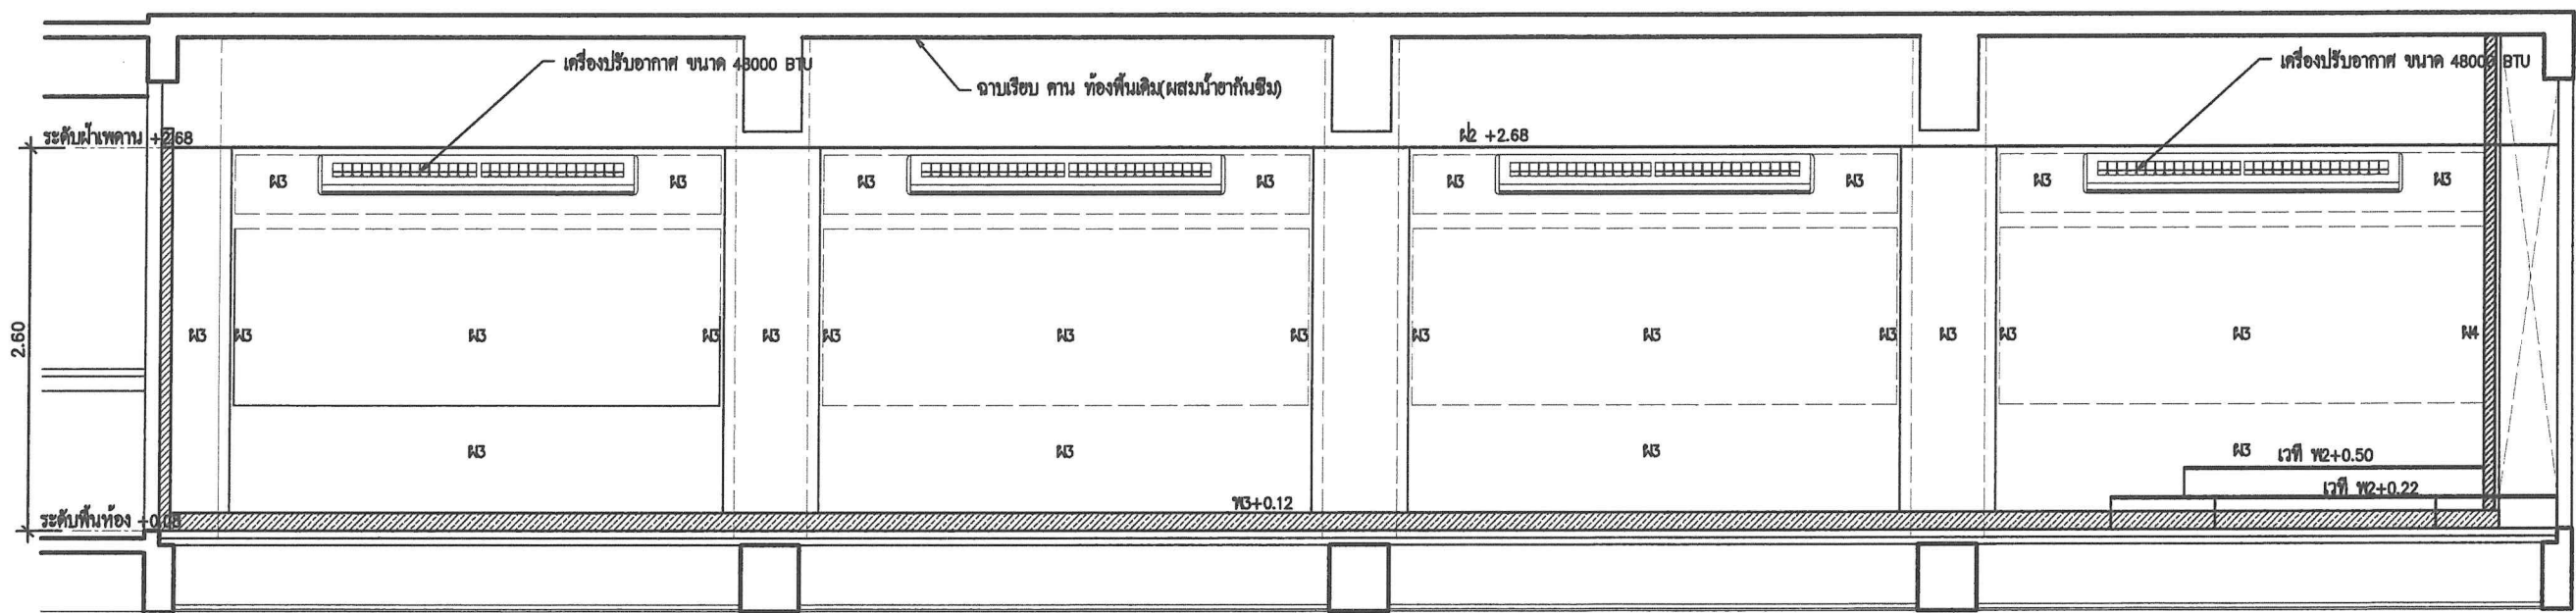 เครื่องปรับอากาศ ขนาด 48000 BTU
เครื่องปรับอากาศ ขนาด 48000 BTU
ฉาบเรียบ คาน ท้องพื้นเดิม(ผสมน้ำยากันซึม)
ระดับฝ้าเพดาน +2.68
ฝ2 +2.68
ผ3 ผ3 ผ3 ผ3 ผ3 ผ3 ผ3 ผ3
2.60
ผ3 ผ3 ผ3 ผ3 ผ3 ผ3 ผ3 ผ3 ผ3 ผ3 ผ3 ผ3 ผ3 ผ3 ผ4
ผ3 ผ3 ผ3 ผ3
เวที พ2+0.50
เวที พ2+0.22
พ3+0.12
ระดับพื้นห้อง +0.08